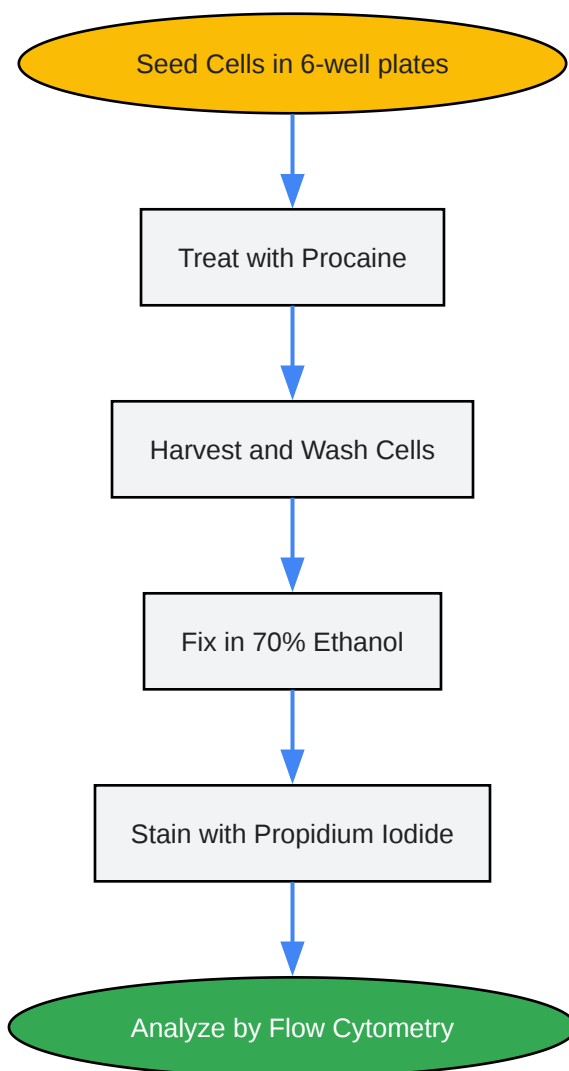 Seed Cells in 6-well plates
Treat with Procaine
Harvest and Wash Cells
Fix in 70% Ethanol
Stain with Propidium Iodide
Analyze by Flow Cytometry